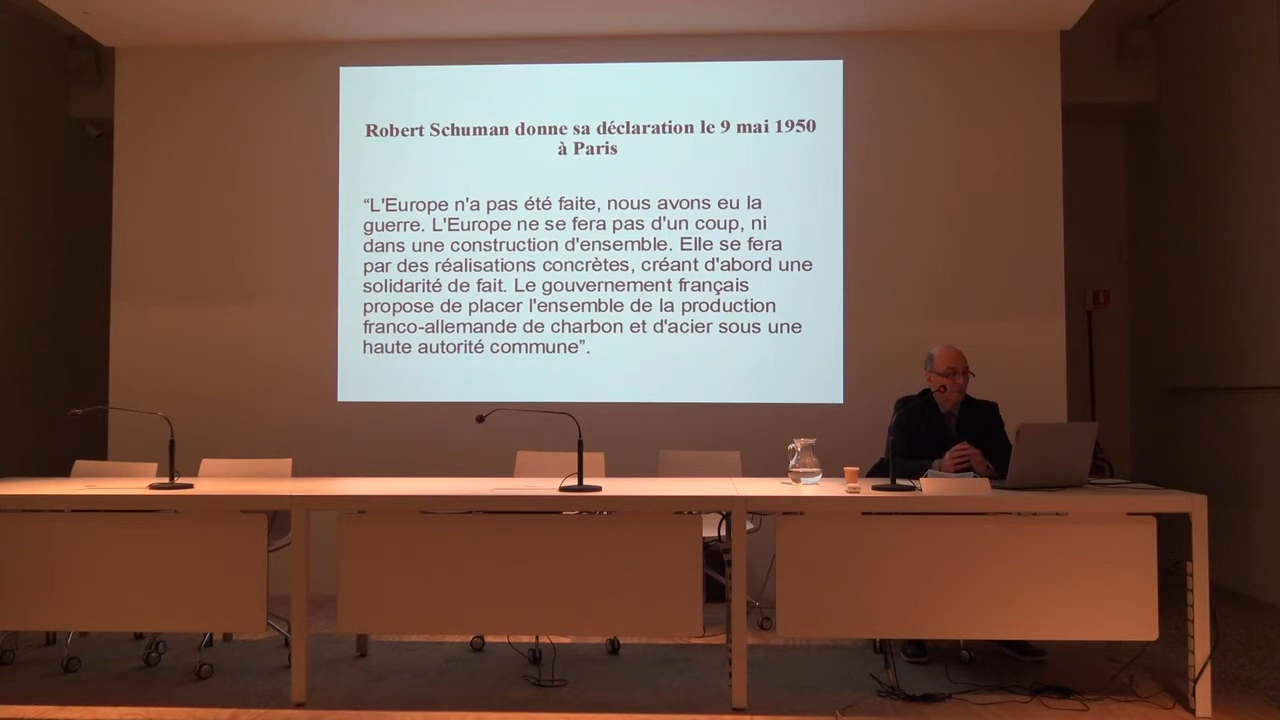 Robert Schuman donne sa déclaration le 9 mai 1950
à Paris
“L'Europe n'a pas été faite, nous avons eu la
guerre. L'Europe ne se fera pas d'un coup, ni
dans une construction d'ensemble. Elle se fera
par des réalisations concrètes, créant d'abord une
solidarité de fait. Le gouvernement français
propose de placer l'ensemble de la production
franco-allemande de charbon et d'acier sous une
haute autorité commune”.